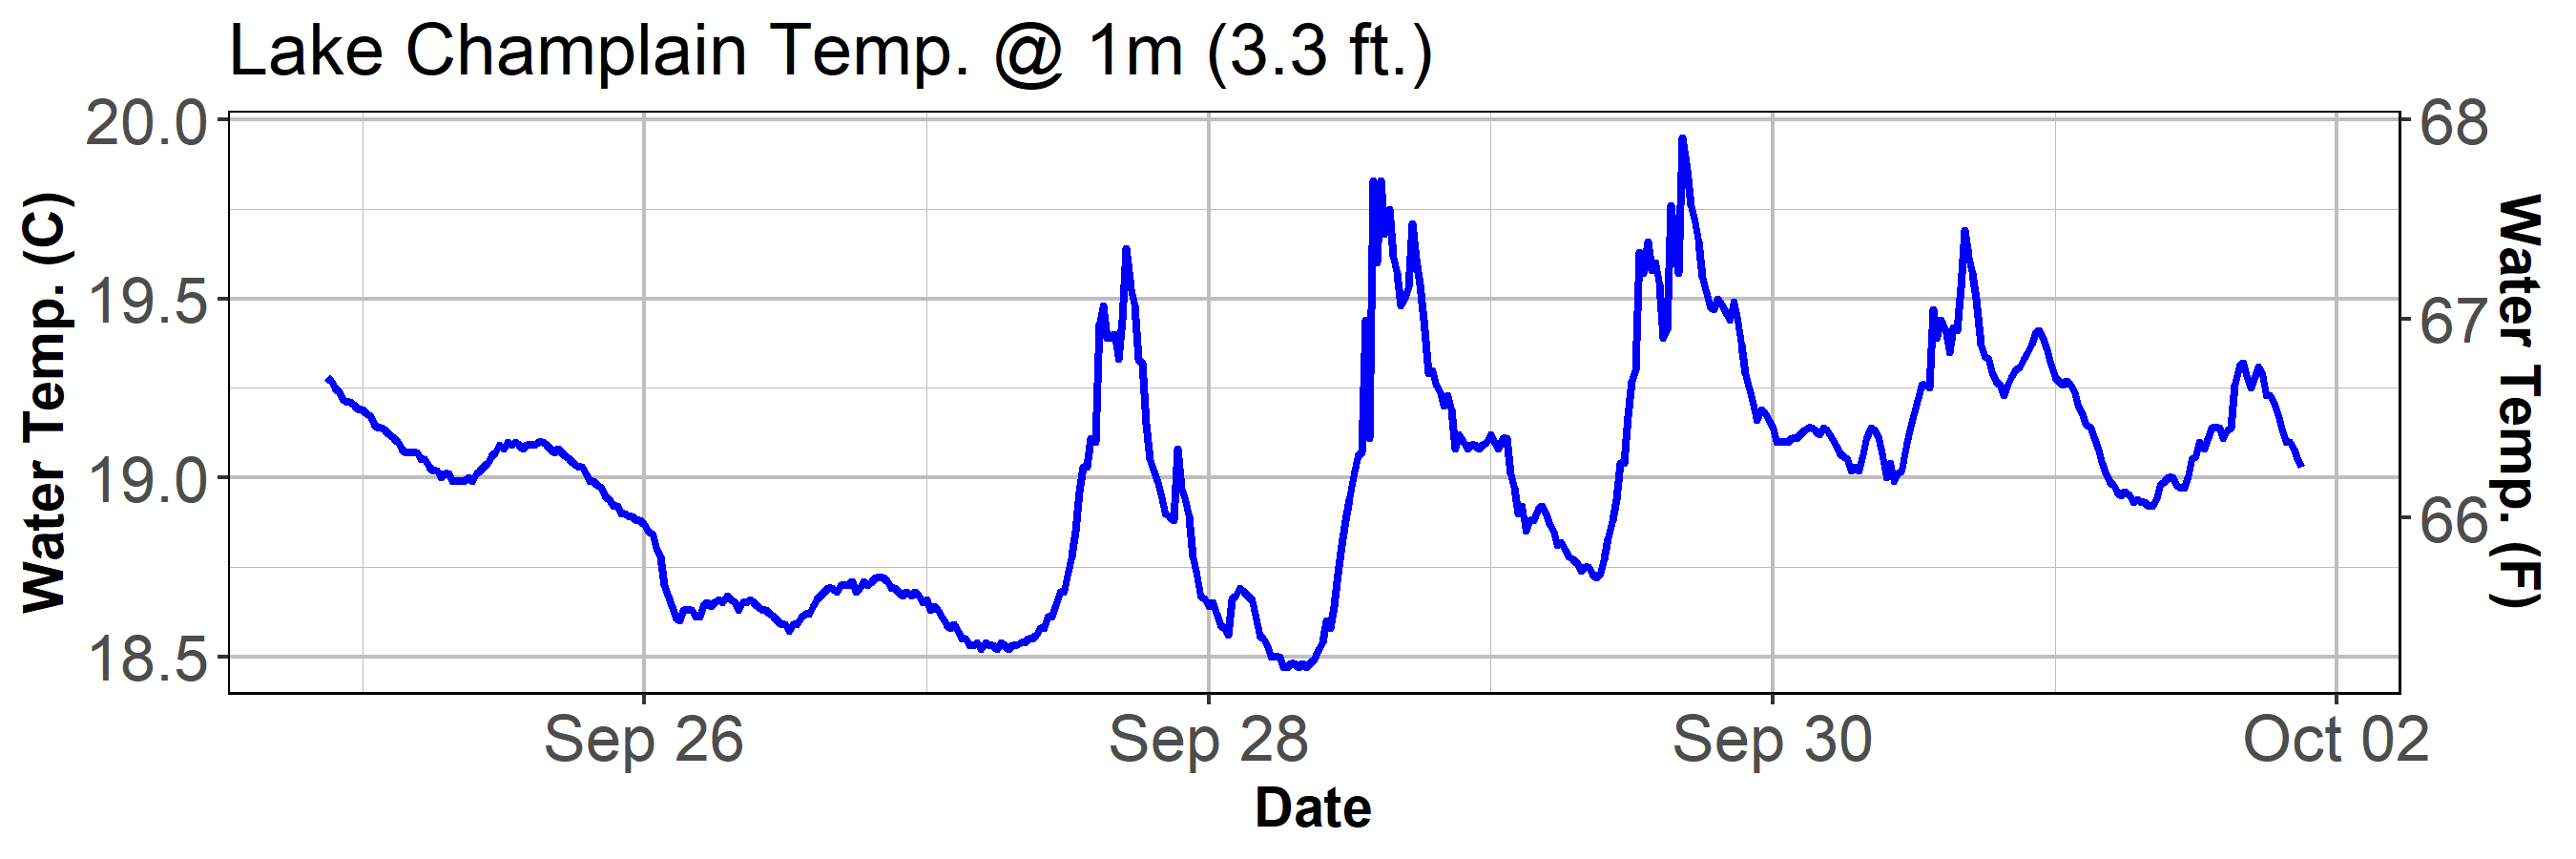 Lake Champlain Temp. @ 1m (3.3 ft.)
Water Temp. (C)
20.0
19.5
19.0
18.5
68
67
66
Water Temp. (F)
Sep 26
Sep 28
Sep 30
Oct 02
Date